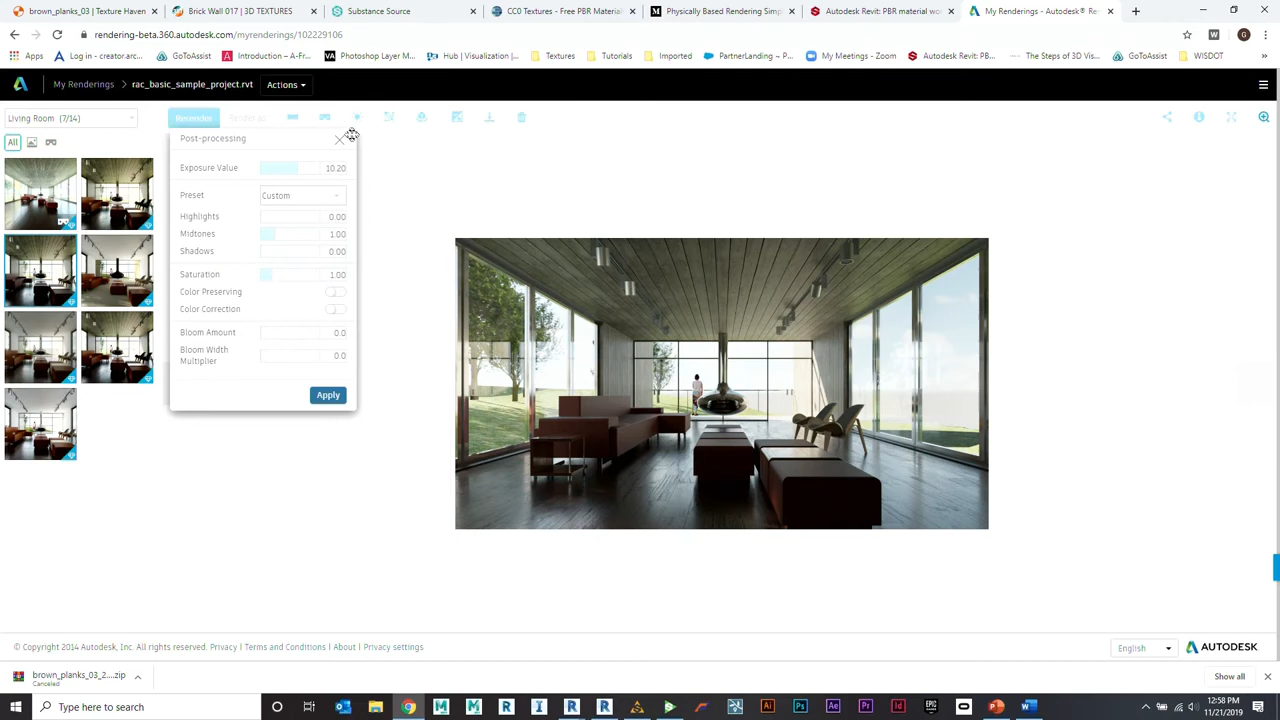 brown_planks_03 | Texture Haven
Brick Wall 017 | 3D TEXTURES
Substance Source
CC0 Textures - Free PBR Material
Physically Based Rendering Simp
Autodesk Revit: PBR material wo
My Renderings - Autodesk® Re
rendering-beta.360.autodesk.com/myrenderings/102229106
Apps
Log in - creator.arc...
GoToAssist
Introduction – A-Fr...
Photoshop Layer M...
Hub | Visualization |...
Textures
Tutorials
Imported
PartnerLanding ~ P...
My Meetings - Zoom
Autodesk Revit: PB...
The Steps of 3D Vi...
GoToAssist
WISDOT
My Renderings
rac_basic_sample_project.rvt
Actions
Living Room (7/14)
Rerender
Render as:
All
Post-processing
Exposure Value 10.20
Preset Custom
Highlights 0.00
Midtones 1.00
Shadows 0.00
Saturation 1.00
Color Preserving
Color Correction
Bloom Amount 0.0
Bloom Width
Multiplier 0.0
Apply
© Copyright 2014 Autodesk, Inc. All rights reserved. Privacy | Terms and Conditions | About | Privacy settings
English
AUTODESK
brown_planks_03_2....zip
Canceled
Show all
Type here to search
12:58 PM
11/21/2019